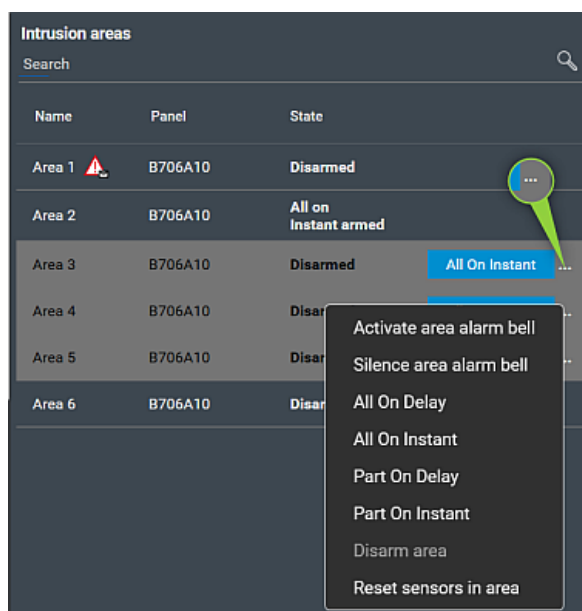 Intrusion areas
Search
Name Panel State
Area 1 B706A10 Disarmed ...
Area 2 B706A10 All on
Instant armed
Area 3 B706A10 Disarmed All On Instant ...
Area 4 B706A10 Disar
Area 5 B706A10 Disar
Area 6 B706A10 Disar
Activate area alarm bell
Silence area alarm bell
All On Delay
All On Instant
Part On Delay
Part On Instant
Disarm area
Reset sensors in area